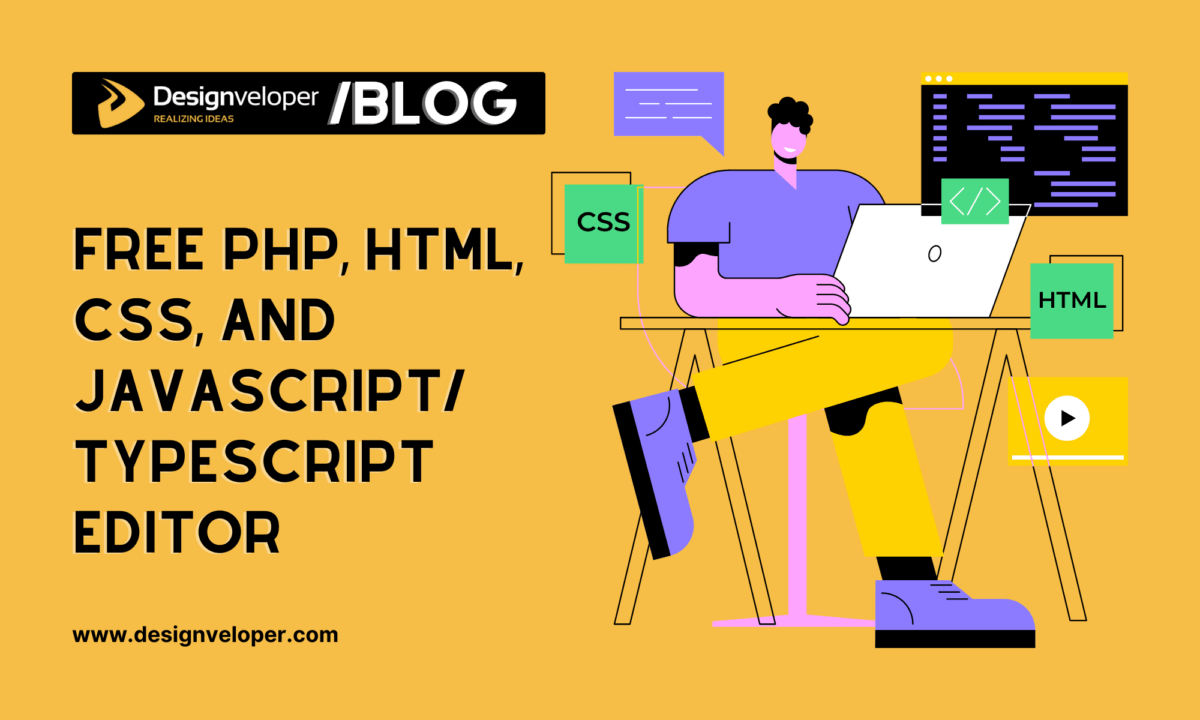 Designveloper
REALIZING IDEAS
/BLOG
FREE PHP, HTML,
CSS, AND
JAVASCRIPT/
TYPESCRIPT
EDITOR
www.designveloper.com
CSS
</>
HTML